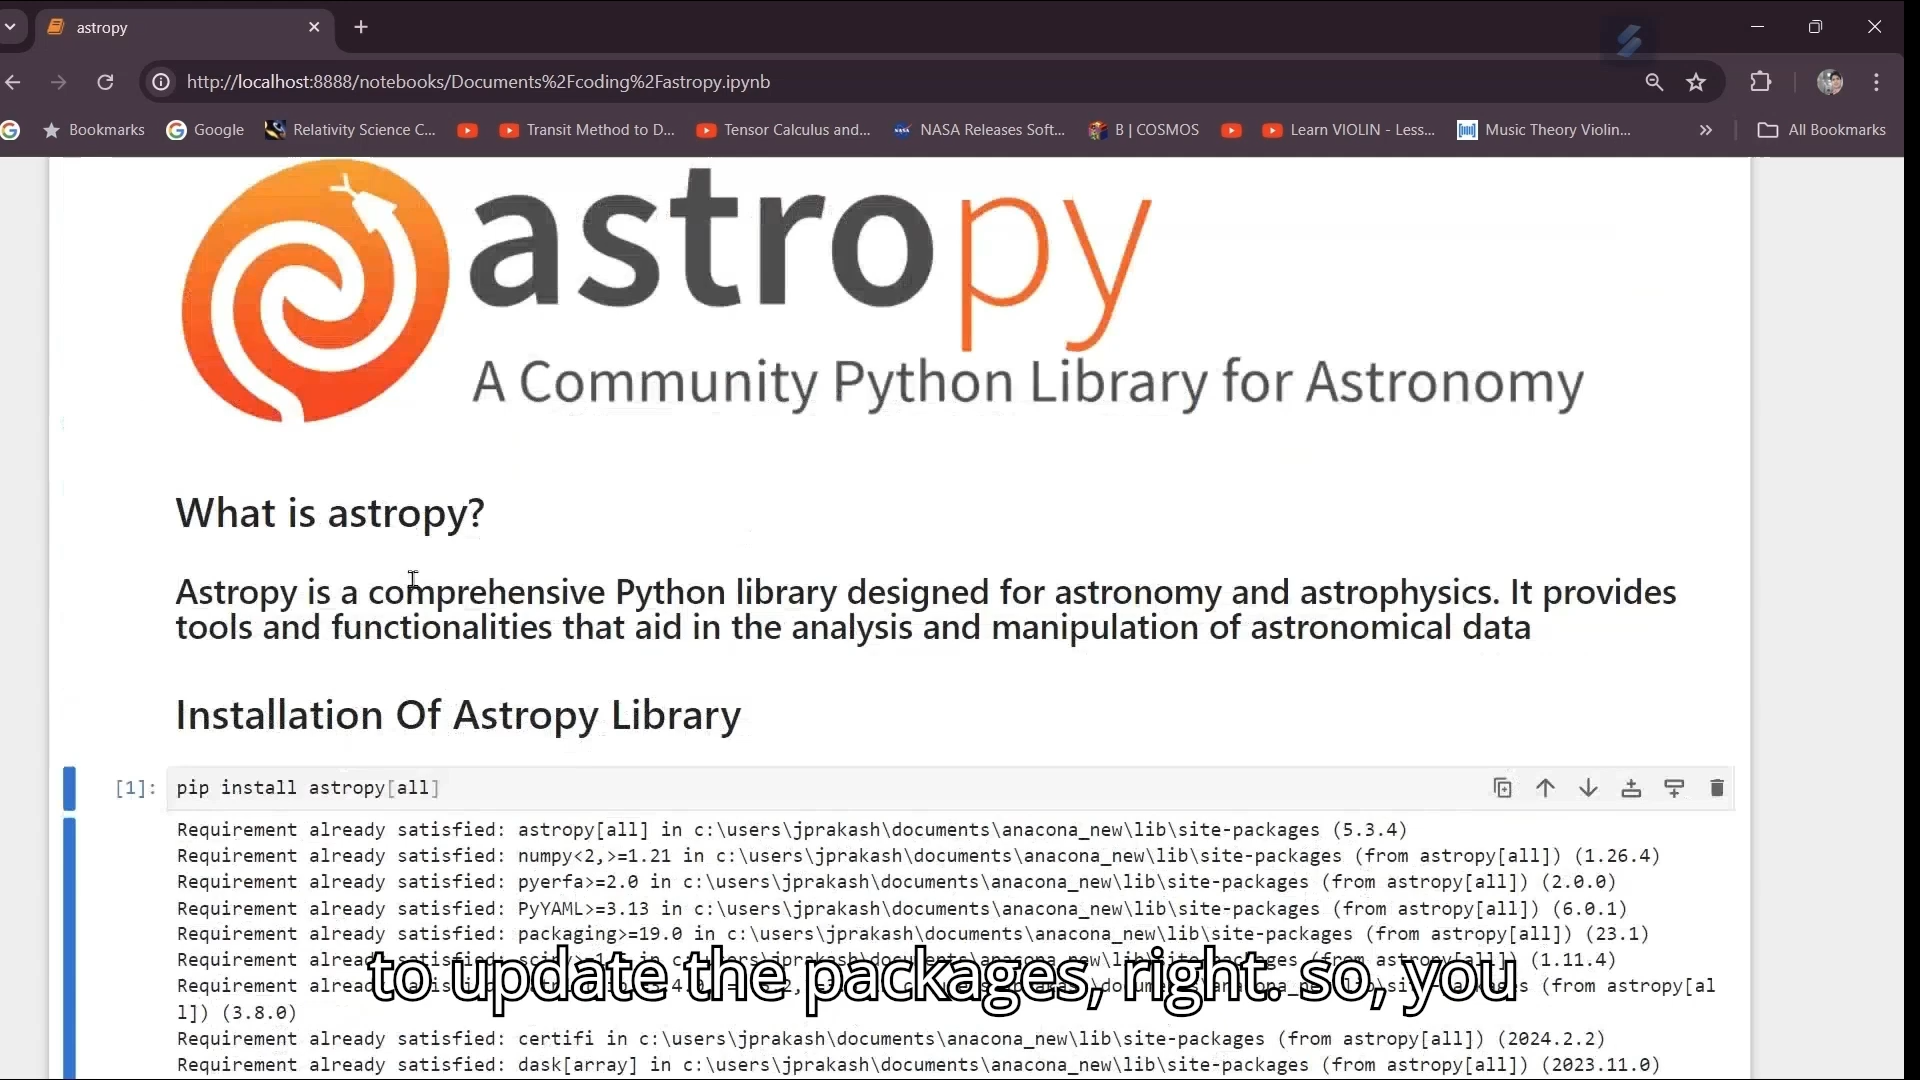 astropy
http://localhost:8888/notebooks/Documents%2Fcoding%2Fastropy.ipynb
Bookmarks
Google
Relativity Science C...
Transit Method to D...
Tensor Calculus and...
NASA Releases Soft...
B | COSMOS
Learn VIOLIN - Less...
Music Theory Violin...
All Bookmarks
astropy
A Community Python Library for Astronomy
What is astropy?
Astropy is a comprehensive Python library designed for astronomy and astrophysics. It provides
tools and functionalities that aid in the analysis and manipulation of astronomical data
Installation Of Astropy Library
[1]: pip install astropy[all]
Requirement already satisfied: astropy[all] in c:\users\jprakash\documents\anacona_new\lib\site-packages (5.3.4)
Requirement already satisfied: numpy<2,>=1.21 in c:\users\jprakash\documents\anacona_new\lib\site-packages (from astropy[all]) (1.26.4)
Requirement already satisfied: pyerfa>=2.0 in c:\users\jprakash\documents\anacona_new\lib\site-packages (from astropy[all]) (2.0.0)
Requirement already satisfied: PyYAML>=3.13 in c:\users\jprakash\documents\anacona_new\lib\site-packages (from astropy[all]) (6.0.1)
Requirement already satisfied: packaging>=19.0 in c:\users\jprakash\documents\anacona_new\lib\site-packages (from astropy[all]) (23.1)
Requirement already (1.11.4)
Requirement (from astropy[al
l]) (3.8.0)
to update the packages, right. so, you
Requirement already satisfied: certifi in c:\users\jprakash\documents\anacona_new\lib\site-packages (from astropy[all]) (2024.2.2)
Requirement already satisfied: dask[array] in c:\users\jprakash\documents\anacona_new\lib\site-packages (from astropy[all]) (2023.11.0)